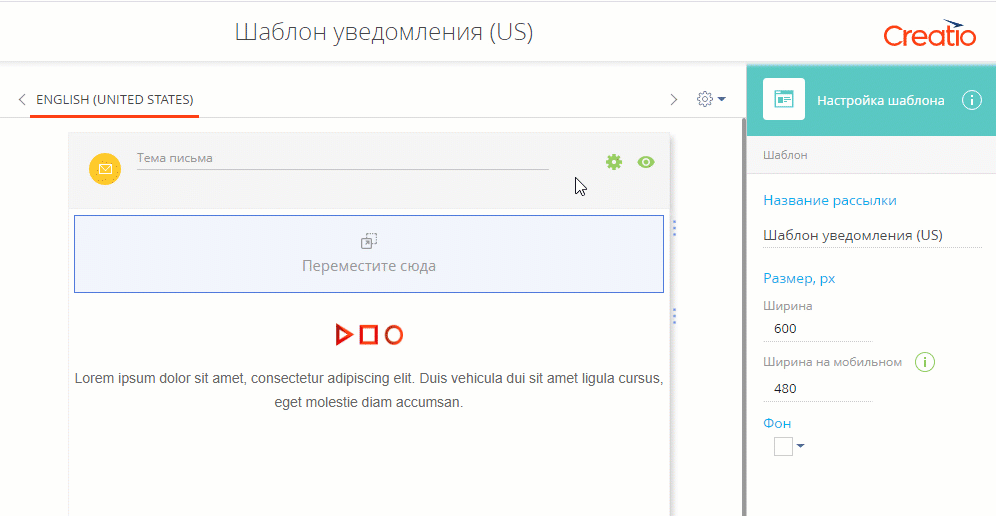 Шаблон уведомления (US)
Creatio
ENGLISH (UNITED STATES)
Настройка шаблона
Тема письма
Шаблон
Название рассылки
Шаблон уведомления (US)
Переместите сюда
Размер, px
Ширина
600
Ширина на мобильном
480
Lorem ipsum dolor sit amet, consectetur adipiscing elit. Duis vehicula dui sit amet ligula cursus,
eget molestie diam accumsan.
Фон